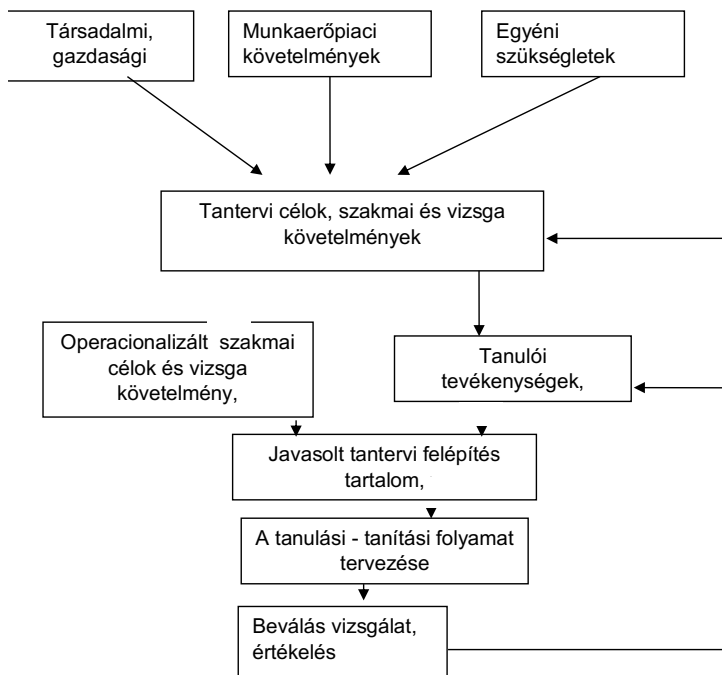 Társadalmi,
gazdasági
Munkaerőpiaci
követelmények
Egyéni
szükségletek
Tantervi célok, szakmai és vizsga
követelmények
Operacionalizált szakmai
célok és vizsga
követelmény,
Tanulói
tevékenységek,
Javasolt tantervi felépítés
tartalom,
A tanulási - tanítási folyamat
tervezése
Beválás vizsgálat,
értékelés